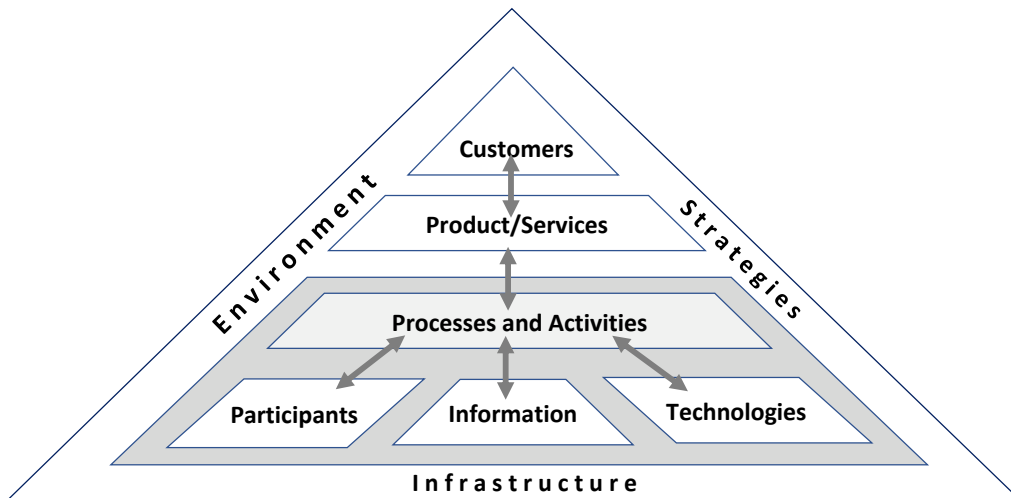 Customers
Environment
Strategies
Product/Services
Processes and Activities
Participants
Information
Technologies
Infrastructure